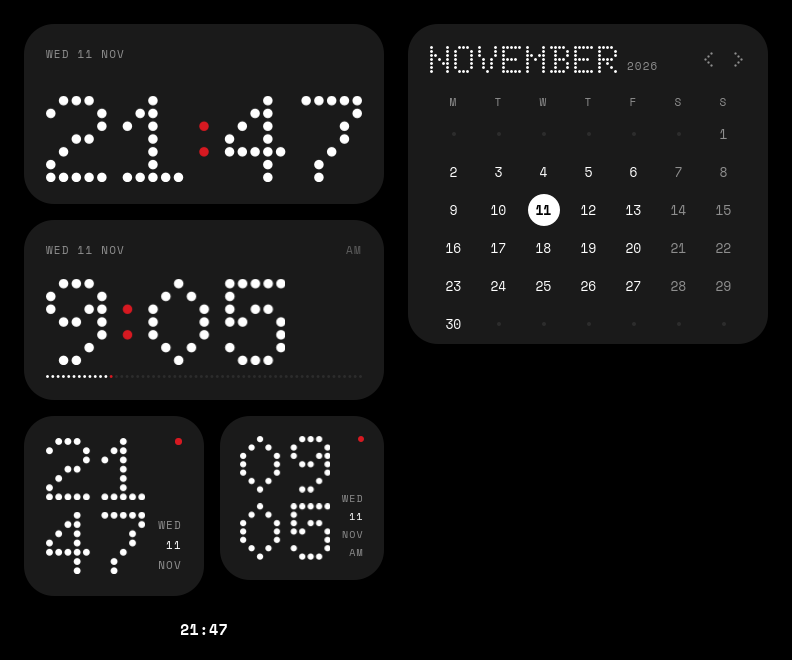 WED 11 NOV
21:47
WED 11 NOV AM
9:05
21
47
WED
11
NOV
09
05
WED
11
NOV
AM
21:47
NOVEMBER 2026
M T W T F S S
1
2 3 4 5 6 7 8
9 10 11 12 13 14 15
16 17 18 19 20 21 22
23 24 25 26 27 28 29
30